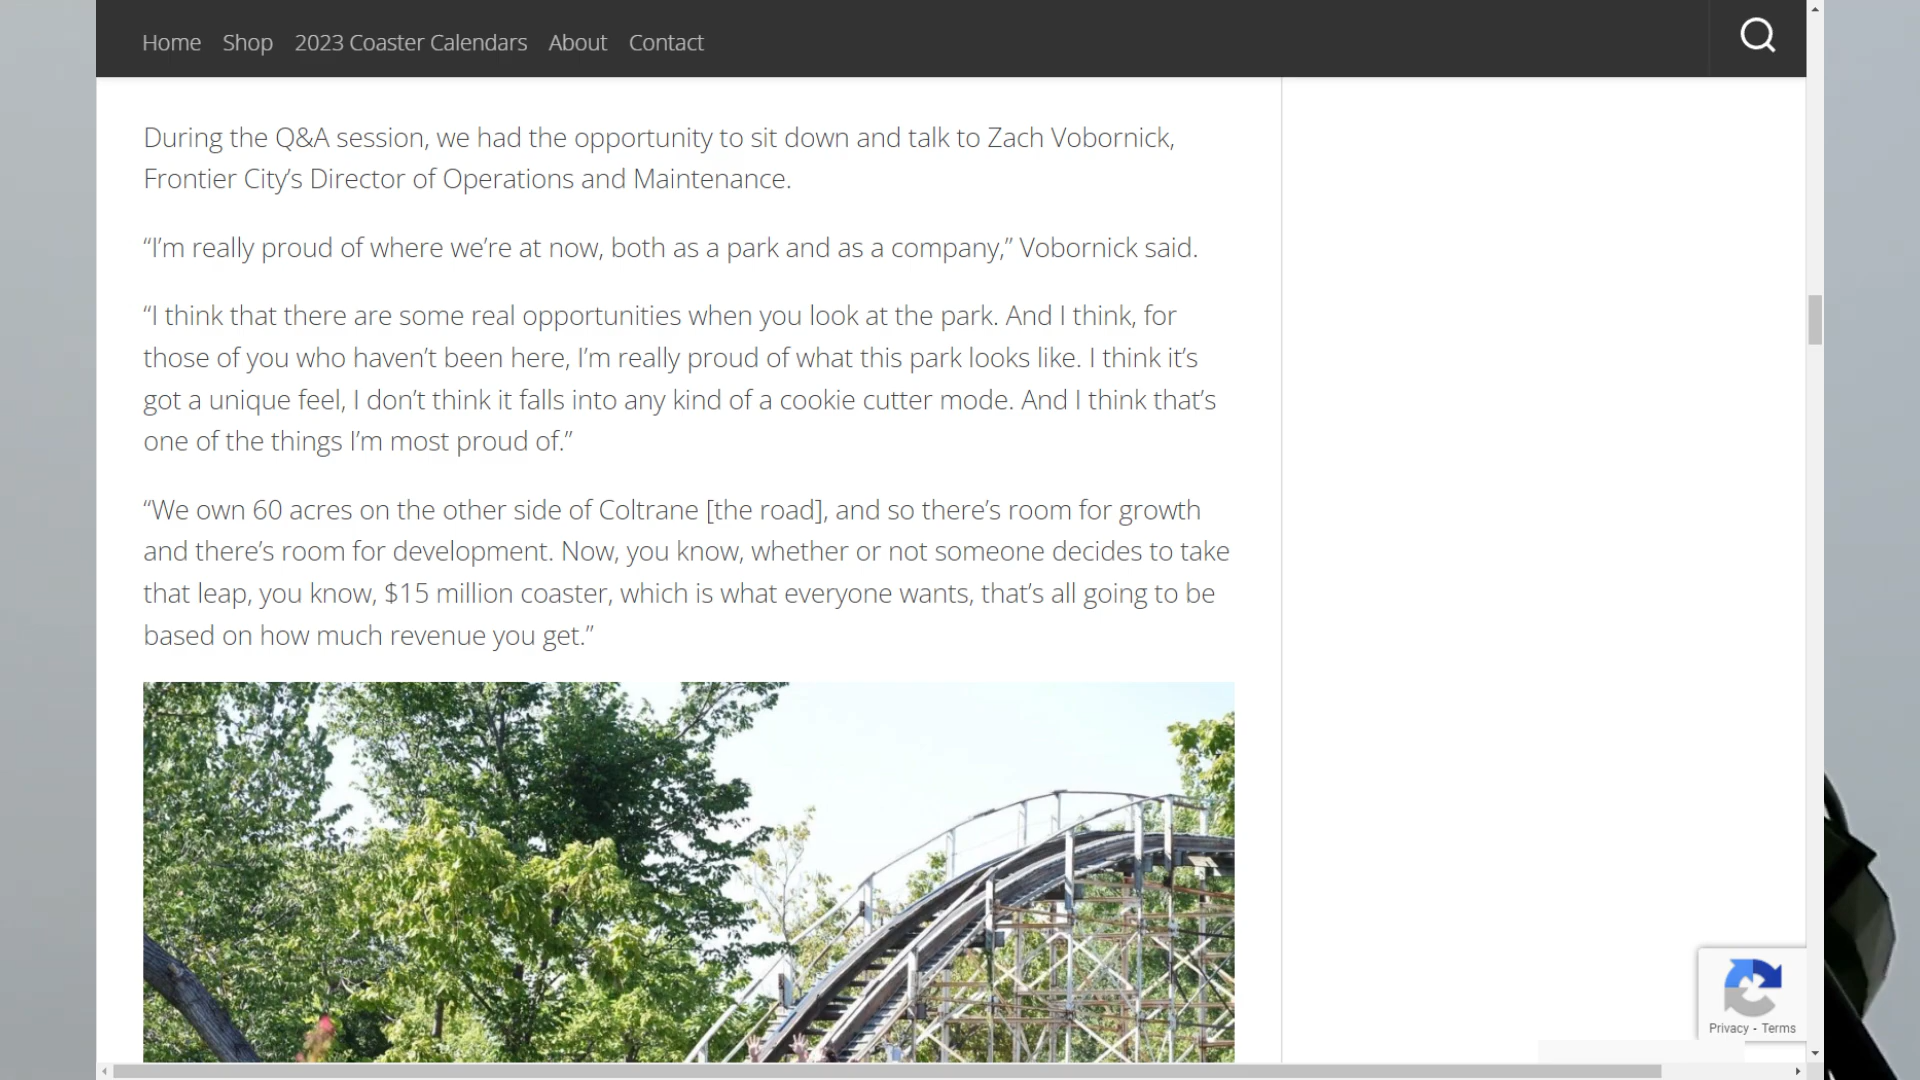 Home Shop 2023 Coaster Calendars About Contact
During the Q&A session, we had the opportunity to sit down and talk to Zach Vobornick,
Frontier City’s Director of Operations and Maintenance.
“I’m really proud of where we’re at now, both as a park and as a company,” Vobornick said.
“I think that there are some real opportunities when you look at the park. And I think, for
those of you who haven’t been here, I’m really proud of what this park looks like. I think it’s
got a unique feel, I don’t think it falls into any kind of a cookie cutter mode. And I think that’s
one of the things I’m most proud of.”
“We own 60 acres on the other side of Coltrane [the road], and so there’s room for growth
and there’s room for development. Now, you know, whether or not someone decides to take
that leap, you know, $15 million coaster, which is what everyone wants, that’s all going to be
based on how much revenue you get.”
Privacy - Terms